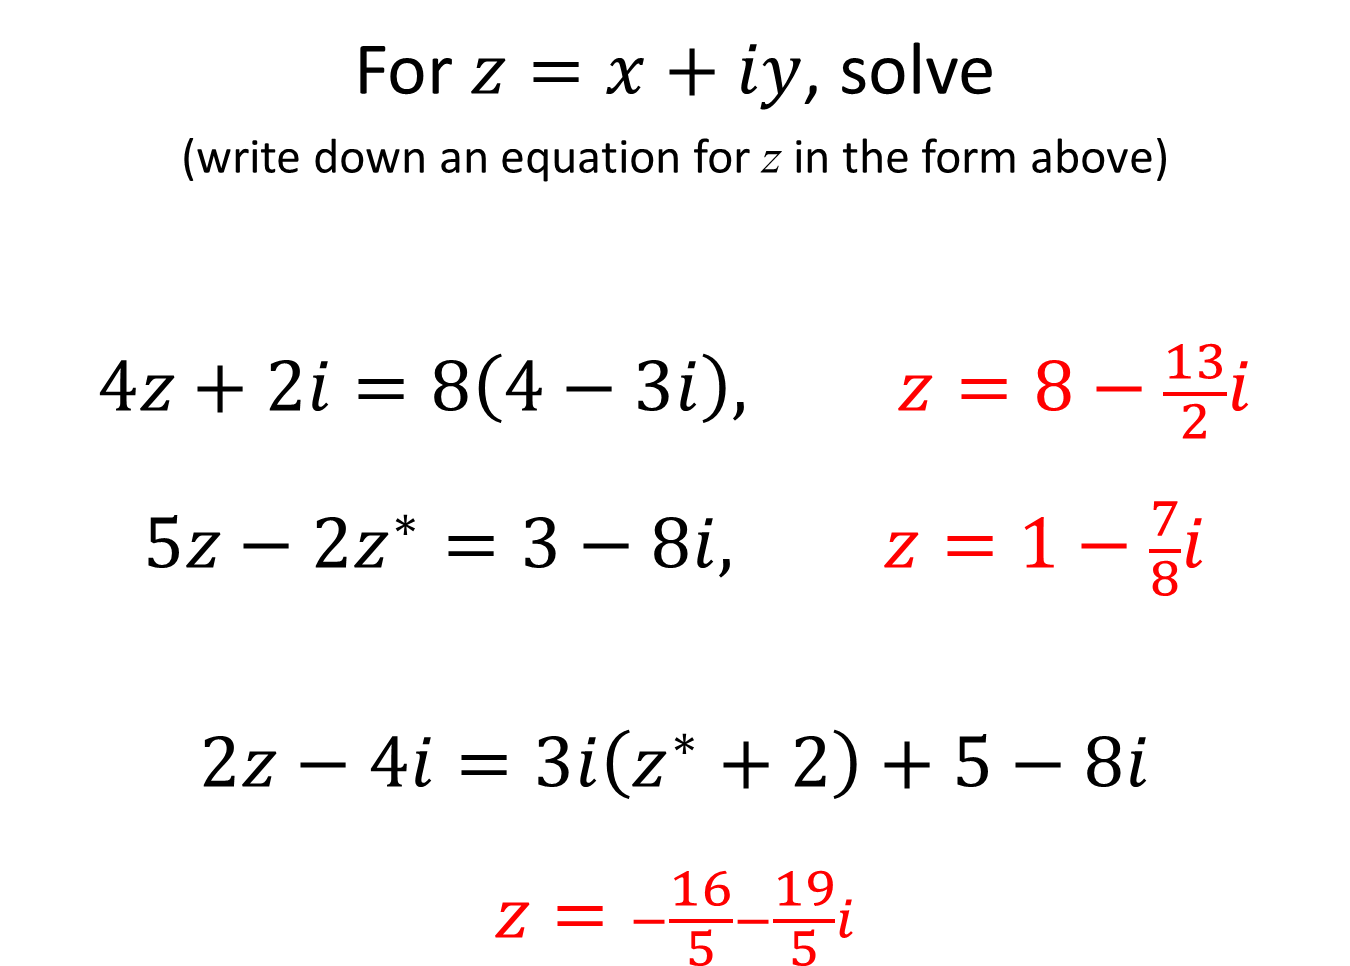 For z = x + iy, solve
(write down an equation for z in the form above)
4z + 2i = 8(4 − 3i), z = 8 − 13/2 i
5z − 2z* = 3 − 8i, z = 1 − 7/8 i
2z − 4i = 3i(z* + 2) + 5 − 8i
z = −16/5 − 19/5 i